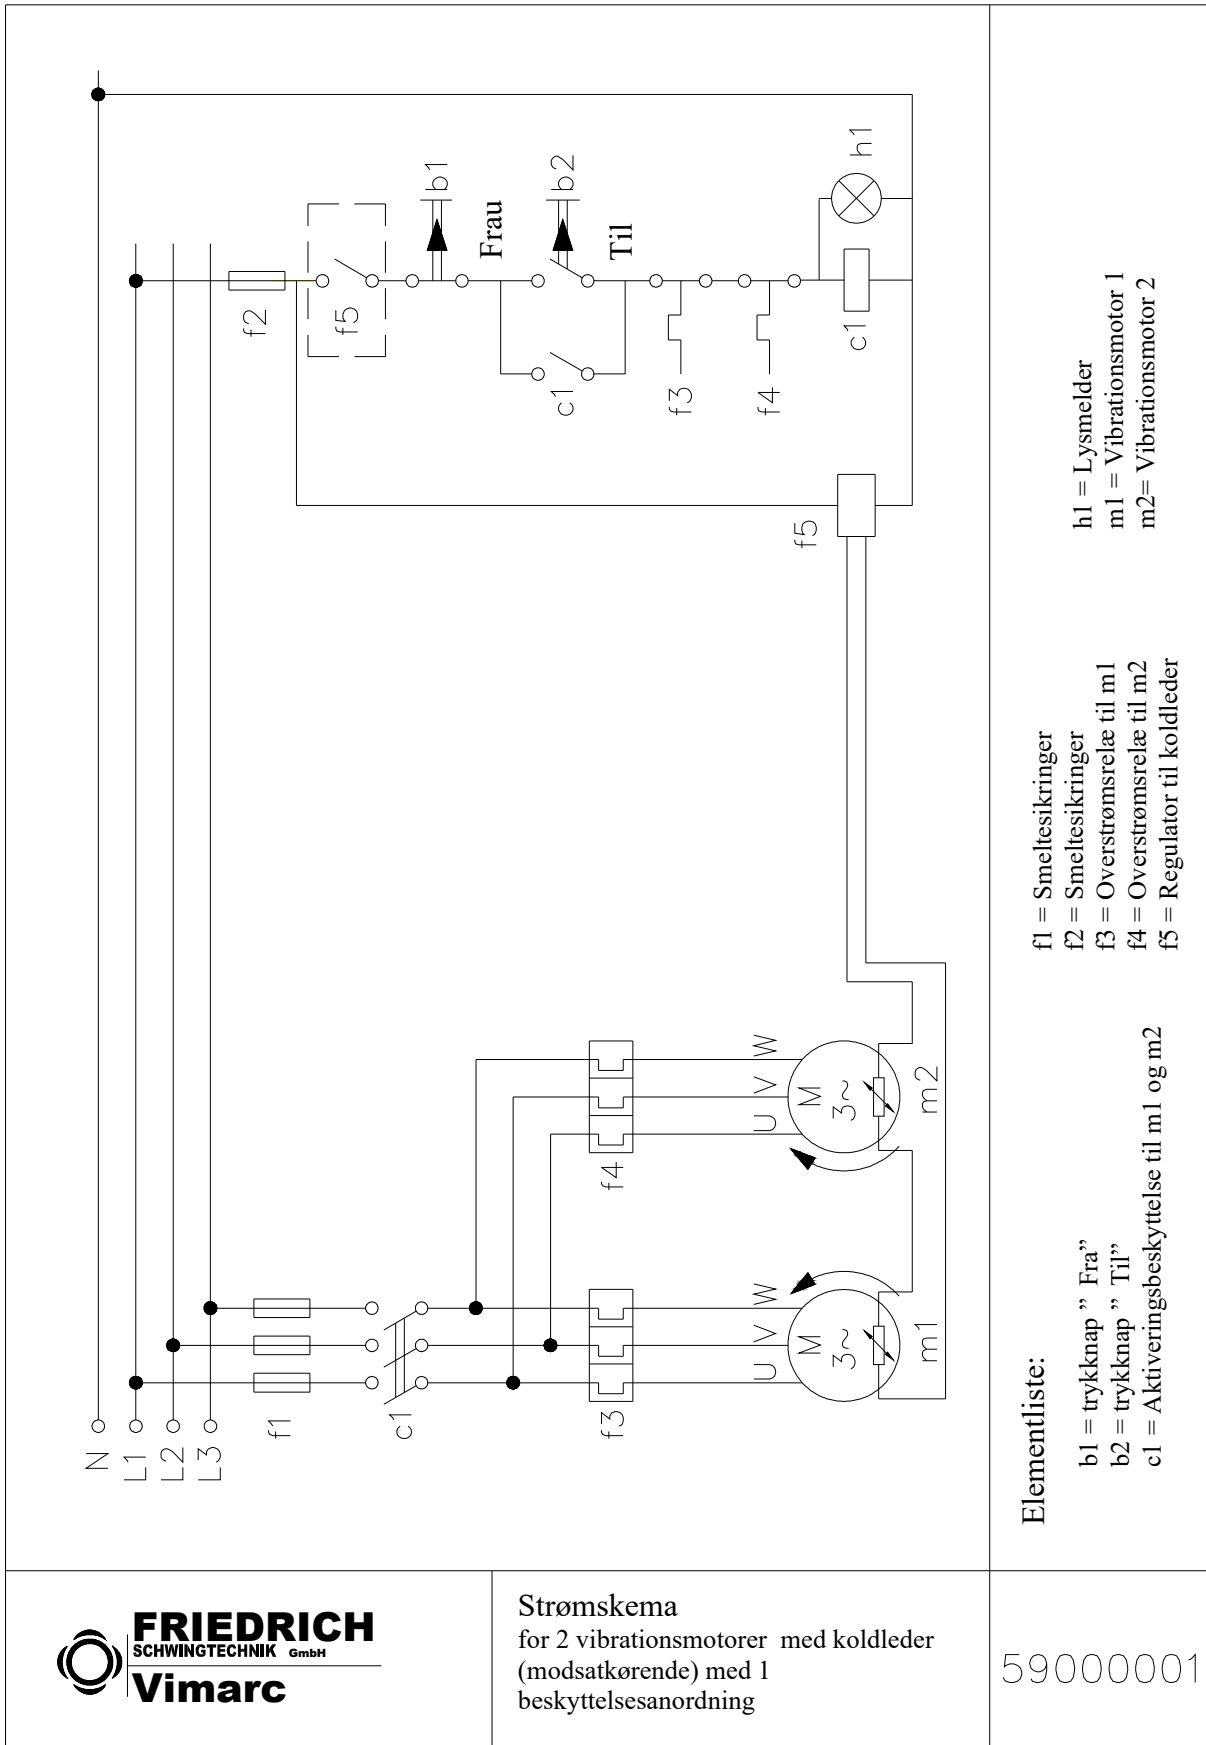 N
L1
L2
L3
f1
c1
f3
f4
U V W
U V W
M
3~
m1
M
3~
m2
f5
f2
f5
b1
Frau
b2
Til
c1
f3
f4
c1
h1
Elementliste:
b1 = trykknap ” Fra”
b2 = trykknap ” Til”
c1 = Aktiveringsbeskyttelse til m1 og m2
f1 = Smeltesikringer
f2 = Smeltesikringer
f3 = Overstrømsrelæ til m1
f4 = Overstrømsrelæ til m2
f5 = Regulator til koldleder
h1 = Lysmelder
m1 = Vibrationsmotor 1
m2= Vibrationsmotor 2
FRIEDRICH
SCHWINGTECHNIK GmbH
Vimarc
Strømskema
for 2 vibrationsmotorer med koldleder
(modsatkørende) med 1
beskyttelsesanordning
59000001